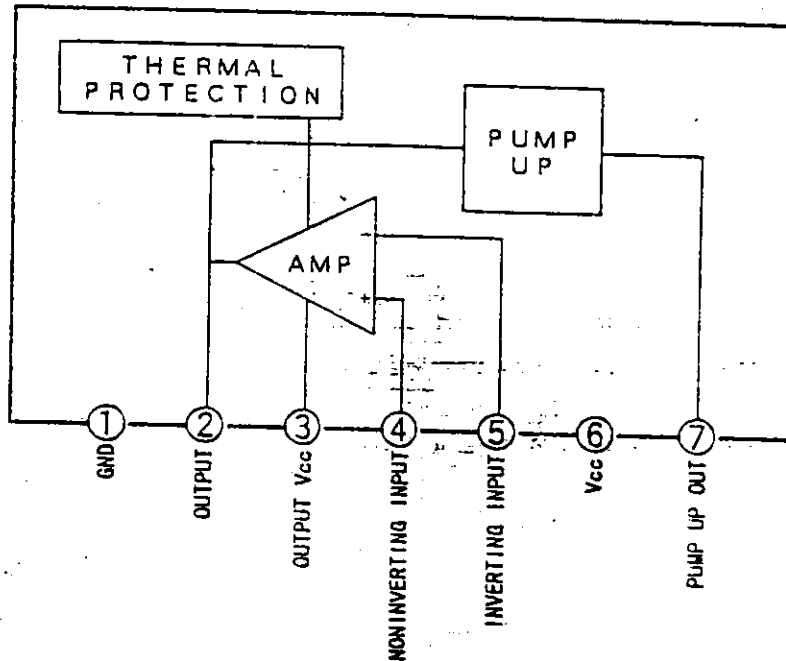 THERMAL
PROTECTION
PUMP
UP
AMP
−
+
1 2 3 4 5 6 7
GND
OUTPUT
OUTPUT Vcc
NONINVERTING INPUT
INVERTING INPUT
Vcc
PUMP UP OUT